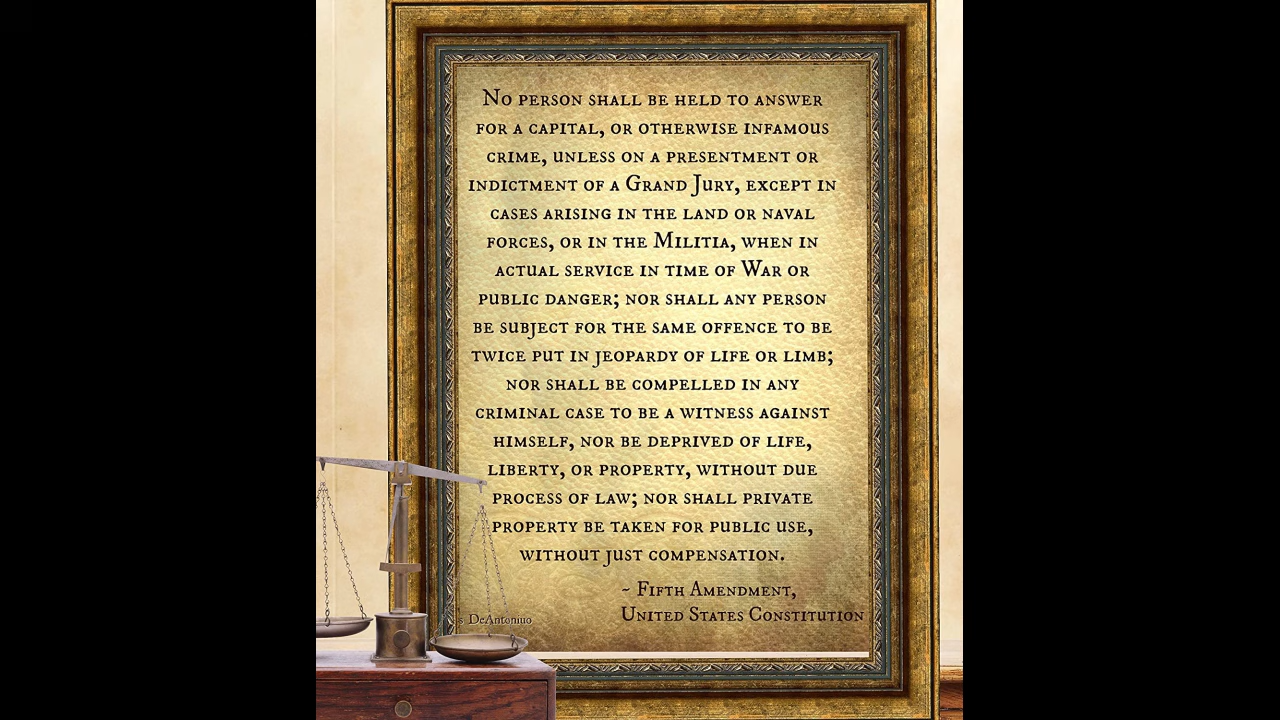 No person shall be held to answer
for a capital, or otherwise infamous
crime, unless on a presentment or
indictment of a Grand Jury, except in
cases arising in the land or naval
forces, or in the Militia, when in
actual service in time of War or
public danger; nor shall any person
be subject for the same offence to be
twice put in jeopardy of life or limb;
nor shall be compelled in any
criminal case to be a witness against
himself, nor be deprived of life,
liberty, or property, without due
process of law; nor shall private
property be taken for public use,
without just compensation.
~ Fifth Amendment,
United States Constitution
s DeAntonio